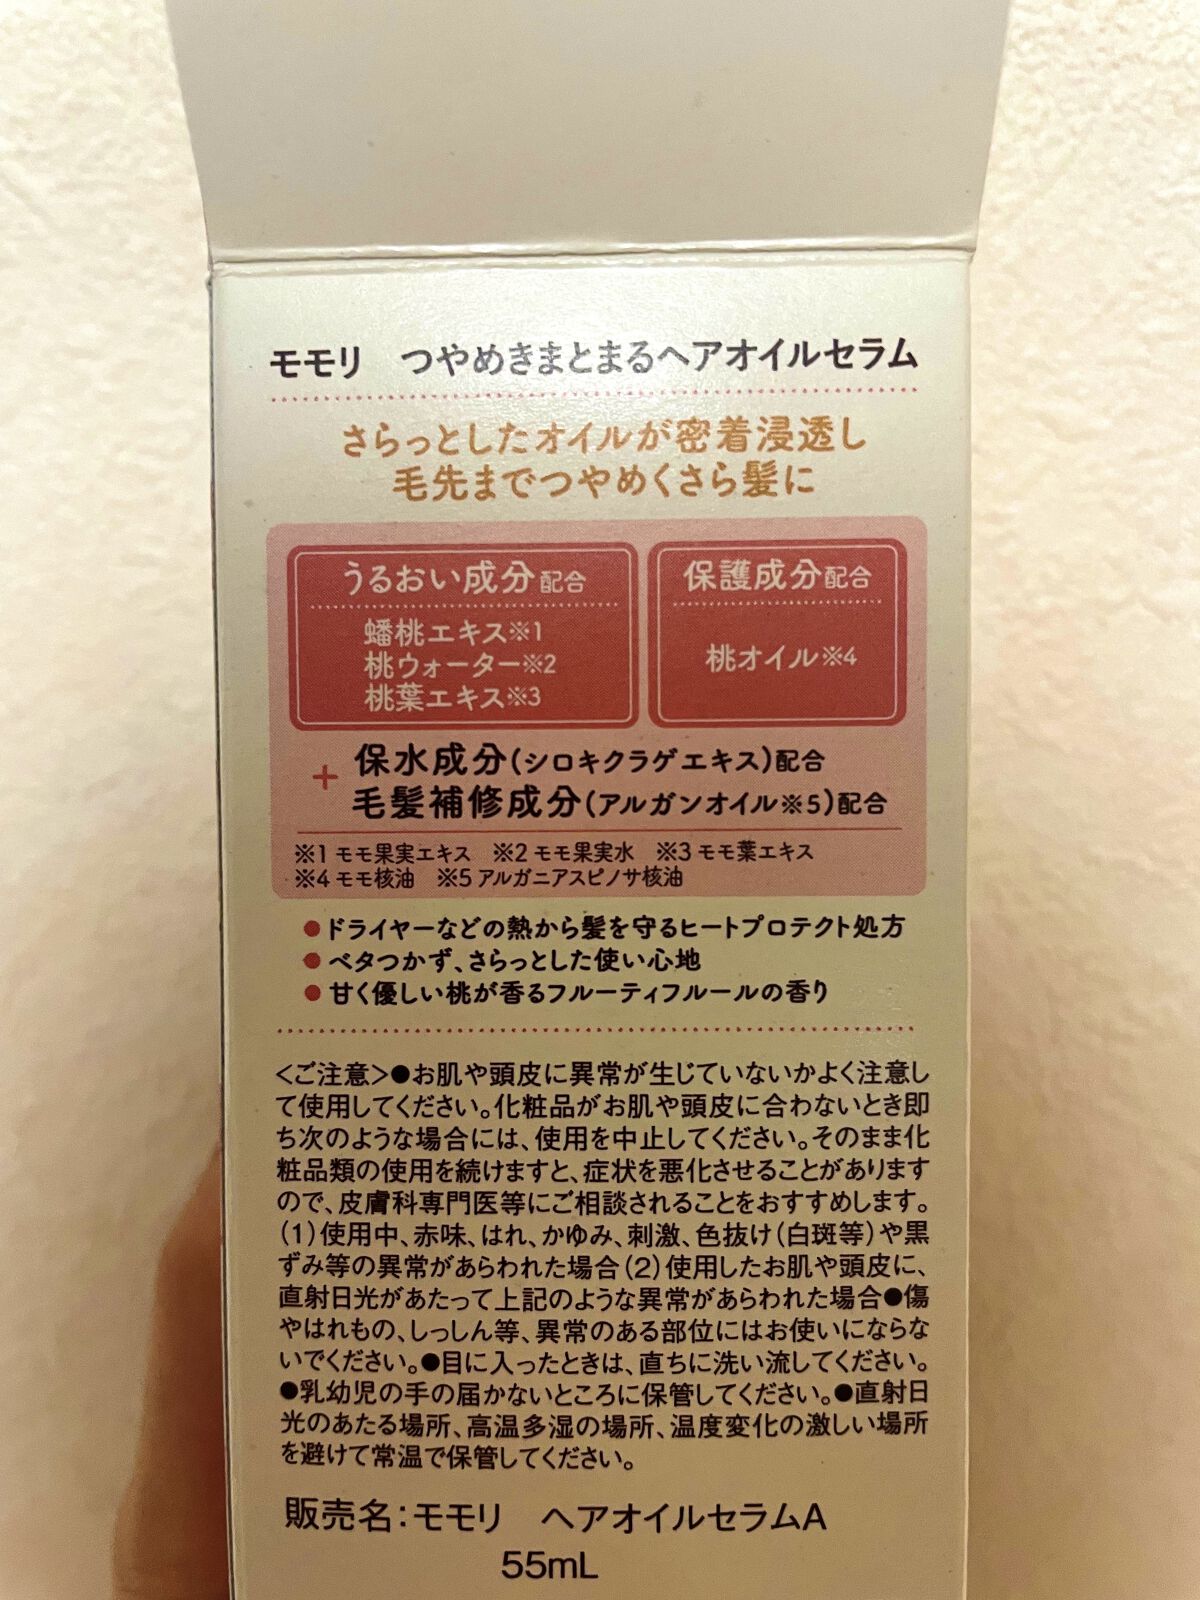 モモリ　つやめきまとまるヘアオイルセラム
さらっとしたオイルが密着浸透し
毛先までつやめくさら髪に
うるおい成分配合
蟠桃エキス※1
桃ウォーター※2
桃葉エキス※3
保護成分配合
桃オイル※4
+
保水成分(シロキクラゲエキス)配合
毛髪補修成分(アルガンオイル※5)配合
※1 モモ果実エキス　※2 モモ果実水　※3 モモ葉エキス
※4 モモ核油　※5 アルガニアスピノサ核油
●ドライヤーなどの熱から髪を守るヒートプロテクト処方
●ベタつかず、さらっとした使い心地
●甘く優しい桃が香るフルーティフルールの香り
<ご注意>●お肌や頭皮に異常が生じていないかよく注意し
て使用してください。化粧品がお肌や頭皮に合わないとき即
ち次のような場合には、使用を中止してください。そのまま化
粧品類の使用を続けますと、症状を悪化させることがあります
ので、皮膚科専門医等にご相談されることをおすすめします。
(1)使用中、赤味、はれ、かゆみ、刺激、色抜け(白斑等)や黒
ずみ等の異常があらわれた場合(2)使用したお肌や頭皮に、
直射日光があたって上記のような異常があらわれた場合●傷
やはれもの、しっしん等、異常のある部位にはお使いにならな
いでください。●目に入ったときは、直ちに洗い流してください。
●乳幼児の手の届かないところに保管してください。●直射日
光のあたる場所、高温多湿の場所、温度変化の激しい場所
を避けて常温で保管してください。
販売名:モモリ　ヘアオイルセラムA
55mL